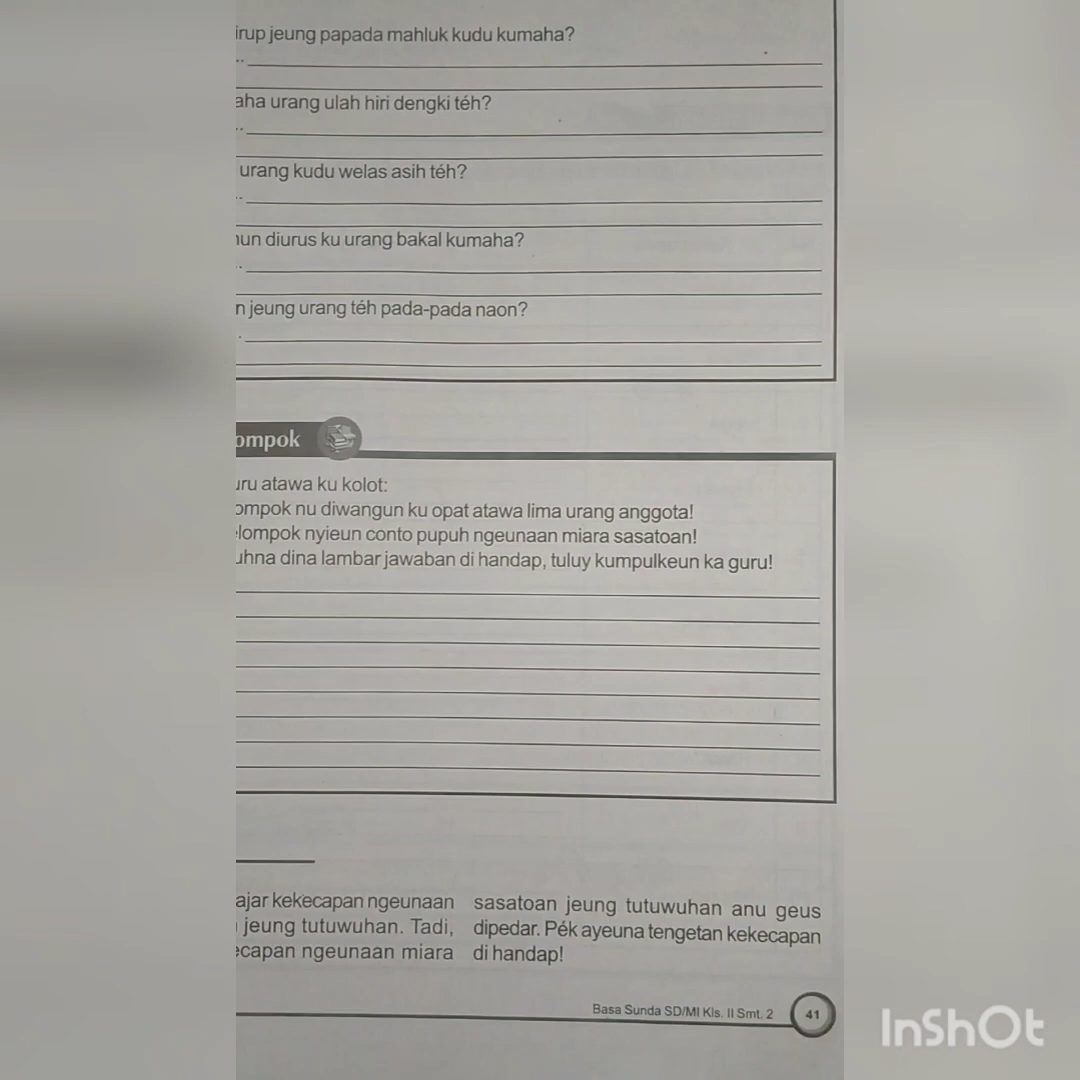 irup jeung papada mahluk kudu kumaha?
aha urang ulah hiri dengki téh?
urang kudu welas asih téh?
un diurus ku urang bakal kumaha?
n jeung urang téh pada-pada naon?
ompok
uru atawa ku kolot:
ompok nu diwangun ku opat atawa lima urang anggota!
lompok nyieun conto pupuh ngeunaan miara sasatoan!
uhna dina lambar jawaban di handap, tuluy kumpulkeun ka guru!
ajar kekecapan ngeunaan
jeung tutuwuhan. Tadi,
ecapan ngeunaan miara
sasatoan jeung tutuwuhan anu geus
dipedar. Pék ayeuna tengetan kekecapan
di handap!
Basa Sunda SD/MI Kls. II Smt. 2
41
InShOt